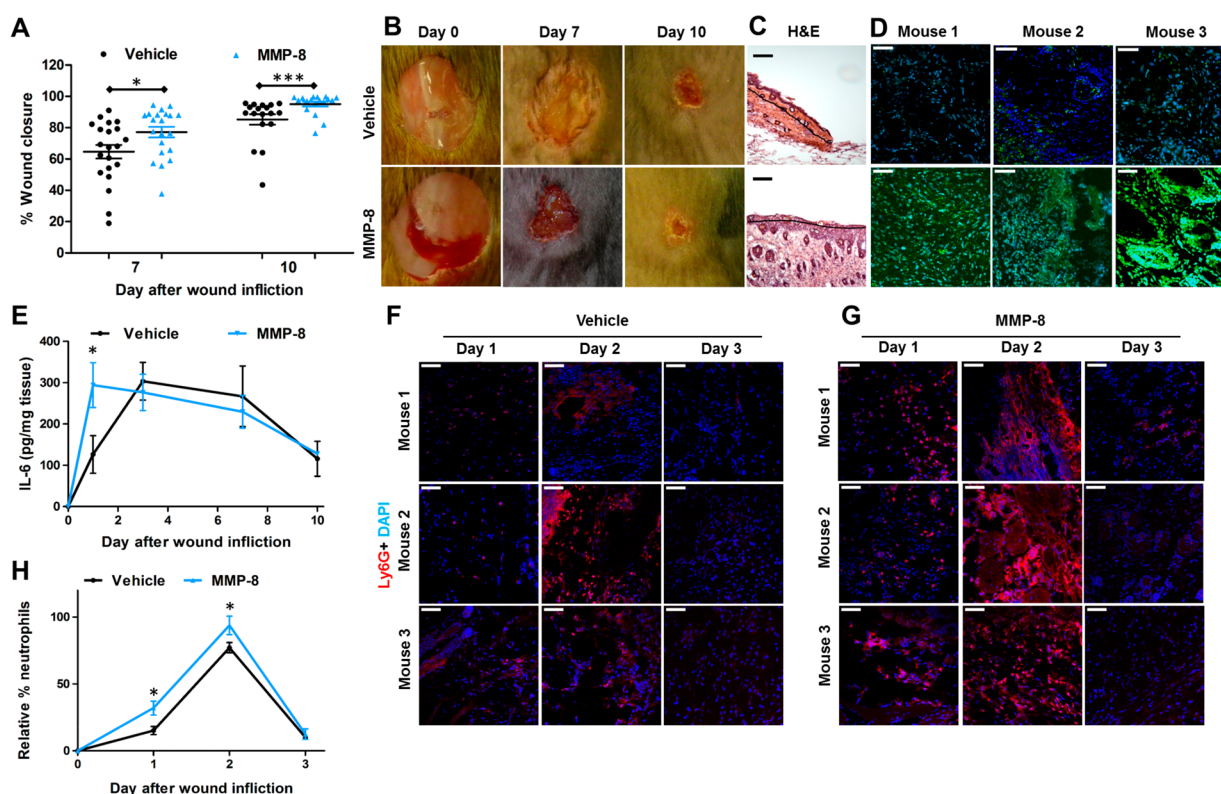 A
Vehicle
MMP-8
% Wound closure
120
100
80
60
40
20
0
*
***
7
10
Day after wound infliction
B
Day 0
Day 7
Day 10
Vehicle
MMP-8
C
H&E
D
Mouse 1
Mouse 2
Mouse 3
E
Vehicle
MMP-8
IL-6 (pg/mg tissue)
400
300
200
100
0
*
0 2 4 6 8 10
Day after wound infliction
F
Vehicle
Day 1
Day 2
Day 3
Ly6G+ DAPI
Mouse 1
Mouse 2
Mouse 3
G
MMP-8
Day 1
Day 2
Day 3
Mouse 1
Mouse 2
Mouse 3
H
Vehicle
MMP-8
Relative % neutrophils
100
50
0
*
*
0 1 2 3
Day after wound infliction